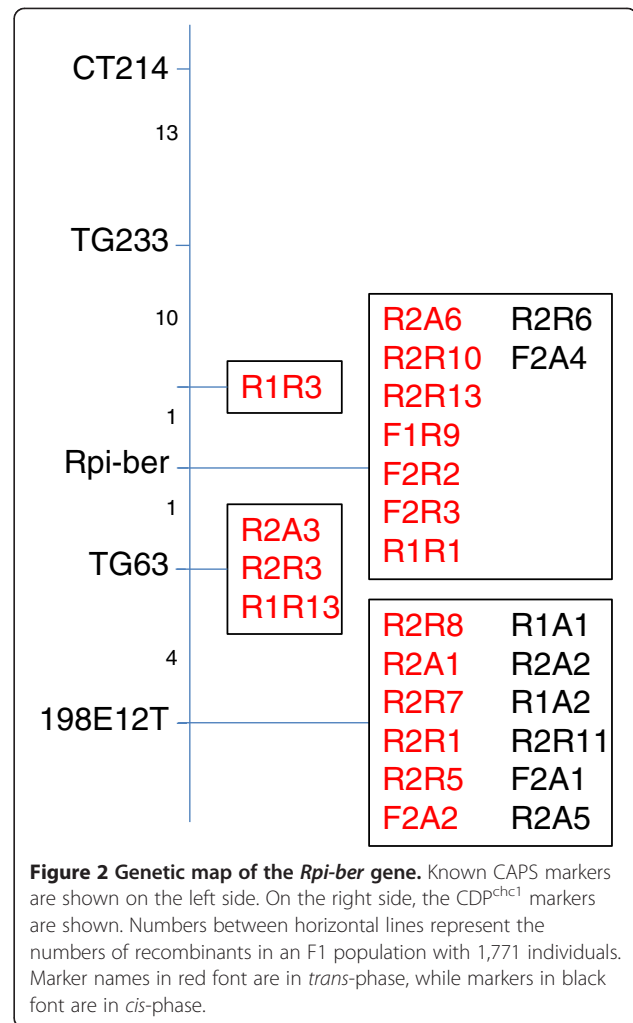 CT214
13
TG233
10
R1R3
1
Rpi-ber
1
TG63
4
198E12T
R2A6 R2R6
R2R10 F2A4
R2R13
F1R9
F2R2
F2R3
R1R1
R2A3
R2R3
R1R13
R2R8 R1A1
R2A1 R2A2
R2R7 R1A2
R2R1 R2R11
R2R5 F2A1
F2A2 R2A5
Figure 2 Genetic map of the Rpi-ber gene. Known CAPS markers
are shown on the left side. On the right side, the CDPchc1 markers
are shown. Numbers between horizontal lines represent the
numbers of recombinants in an F1 population with 1,771 individuals.
Marker names in red font are in trans-phase, while markers in black
font are in cis-phase.